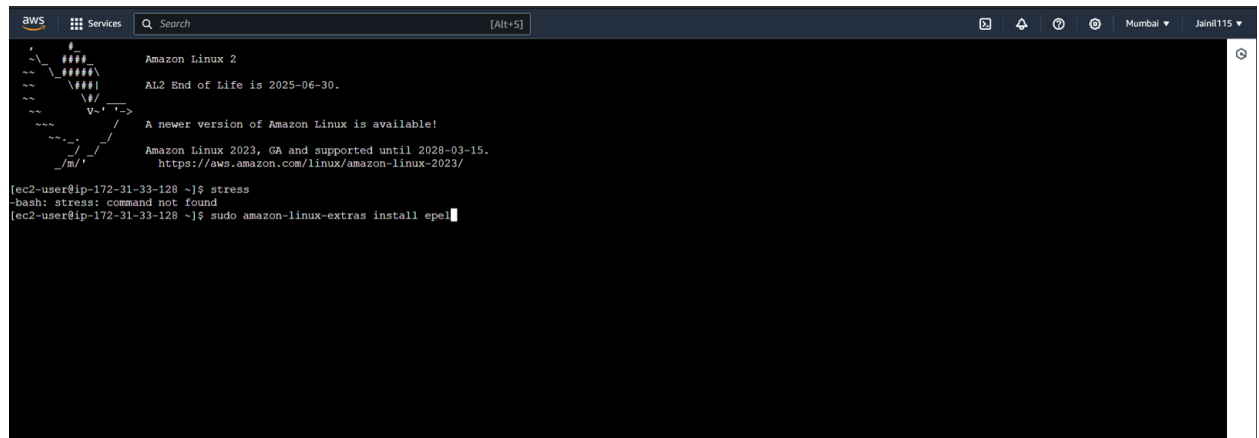 aws Services Search [Alt+S] Mumbai ▼ Jainil115 ▼
   ,     #_
   ~\_  ####_        Amazon Linux 2
  ~~  \_#####\
  ~~     \###|       AL2 End of Life is 2025-06-30.
  ~~       \#/ ___
   ~~       V~' '->
    ~~~         /    A newer version of Amazon Linux is available!
      ~~._.   _/
         _/ _/       Amazon Linux 2023, GA and supported until 2028-03-15.
       _/m/'           https://aws.amazon.com/linux/amazon-linux-2023/
[ec2-user@ip-172-31-33-128 ~]$ stress
-bash: stress: command not found
[ec2-user@ip-172-31-33-128 ~]$ sudo amazon-linux-extras install epel